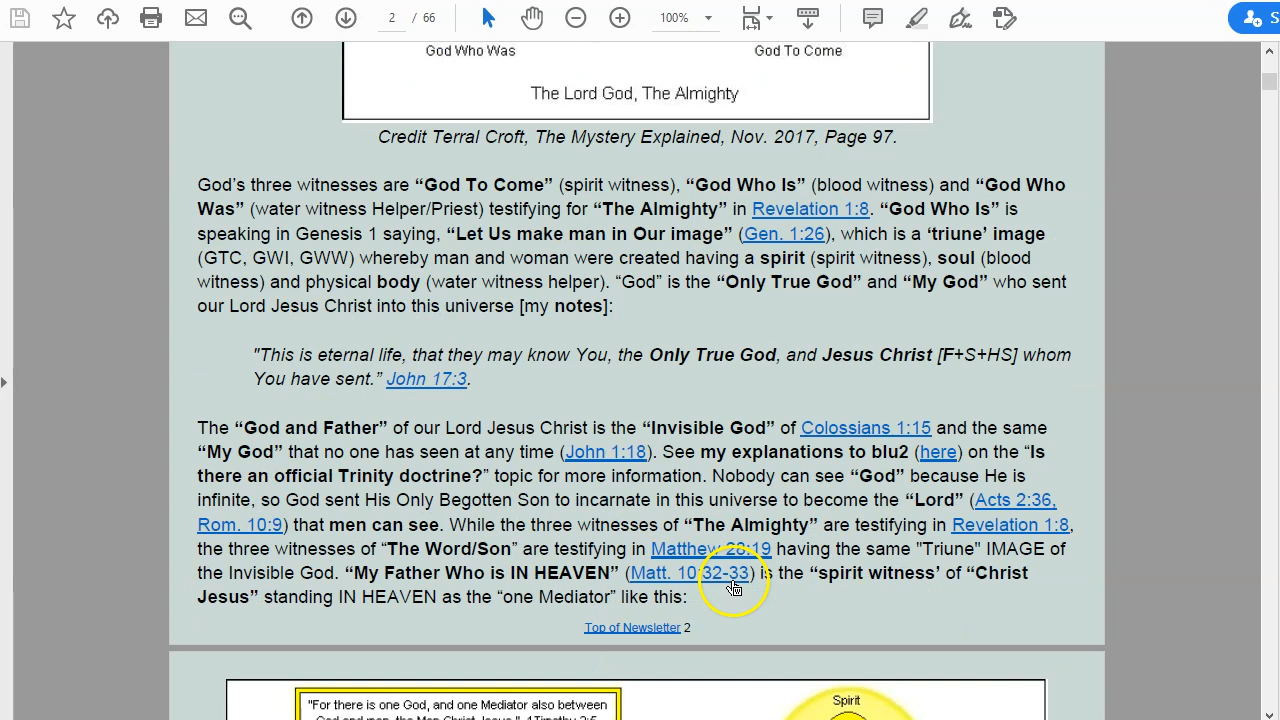 2 / 66
100%
S
God Who Was God To Come
The Lord God, The Almighty
Credit Terral Croft, The Mystery Explained, Nov. 2017, Page 97.
God’s three witnesses are “God To Come” (spirit witness), “God Who Is” (blood witness) and “God Who
Was” (water witness Helper/Priest) testifying for “The Almighty” in Revelation 1:8. “God Who Is” is
speaking in Genesis 1 saying, “Let Us make man in Our image” (Gen. 1:26), which is a ‘triune’ image
(GTC, GWI, GWW) whereby man and woman were created having a spirit (spirit witness), soul (blood
witness) and physical body (water witness helper). “God” is the “Only True God” and “My God” who sent
our Lord Jesus Christ into this universe [my notes]:
"This is eternal life, that they may know You, the Only True God, and Jesus Christ [F+S+HS] whom
You have sent.” John 17:3.
The “God and Father” of our Lord Jesus Christ is the “Invisible God” of Colossians 1:15 and the same
“My God” that no one has seen at any time (John 1:18). See my explanations to blu2 (here) on the “Is
there an official Trinity doctrine?” topic for more information. Nobody can see “God” because He is
infinite, so God sent His Only Begotten Son to incarnate in this universe to become the “Lord” (Acts 2:36,
Rom. 10:9) that men can see. While the three witnesses of “The Almighty” are testifying in Revelation 1:8,
the three witnesses of “The Word/Son” are testifying in Matthew 28:19 having the same "Triune" IMAGE of
the Invisible God. “My Father Who is IN HEAVEN” (Matt. 10:32-33) is the “spirit witness’ of “Christ
Jesus” standing IN HEAVEN as the “one Mediator” like this:
Top of Newsletter 2
"For there is one God, and one Mediator also between
God and man, the Man Christ Jesus." 1Timothy 2:5
Spirit